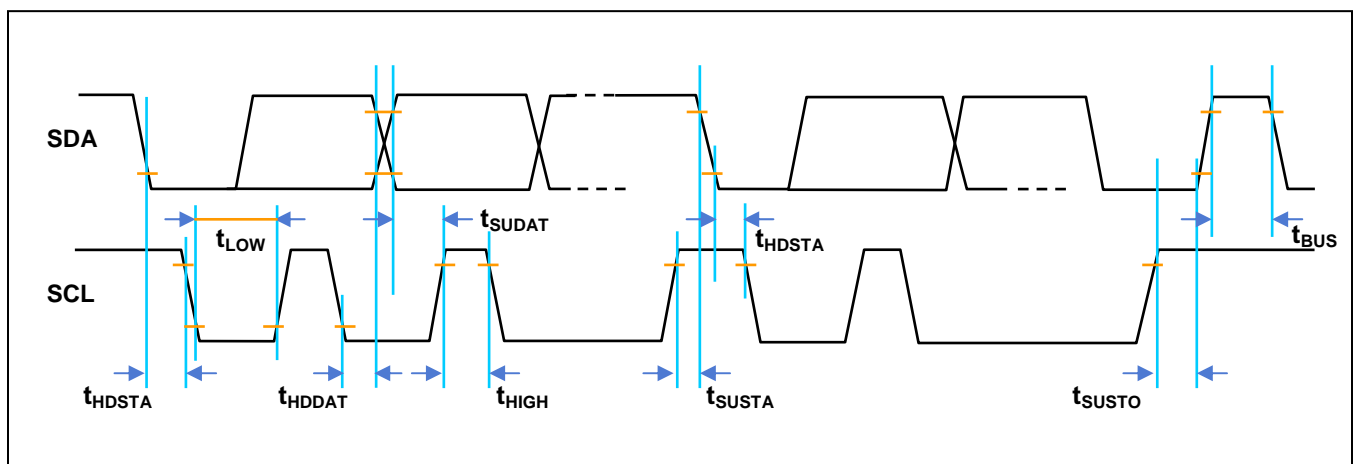 SDA
tSUDAT
tLOW
tHDSTA
tBUS
SCL
tHDSTA
tHDDAT
tHIGH
tSUSTA
tSUSTO